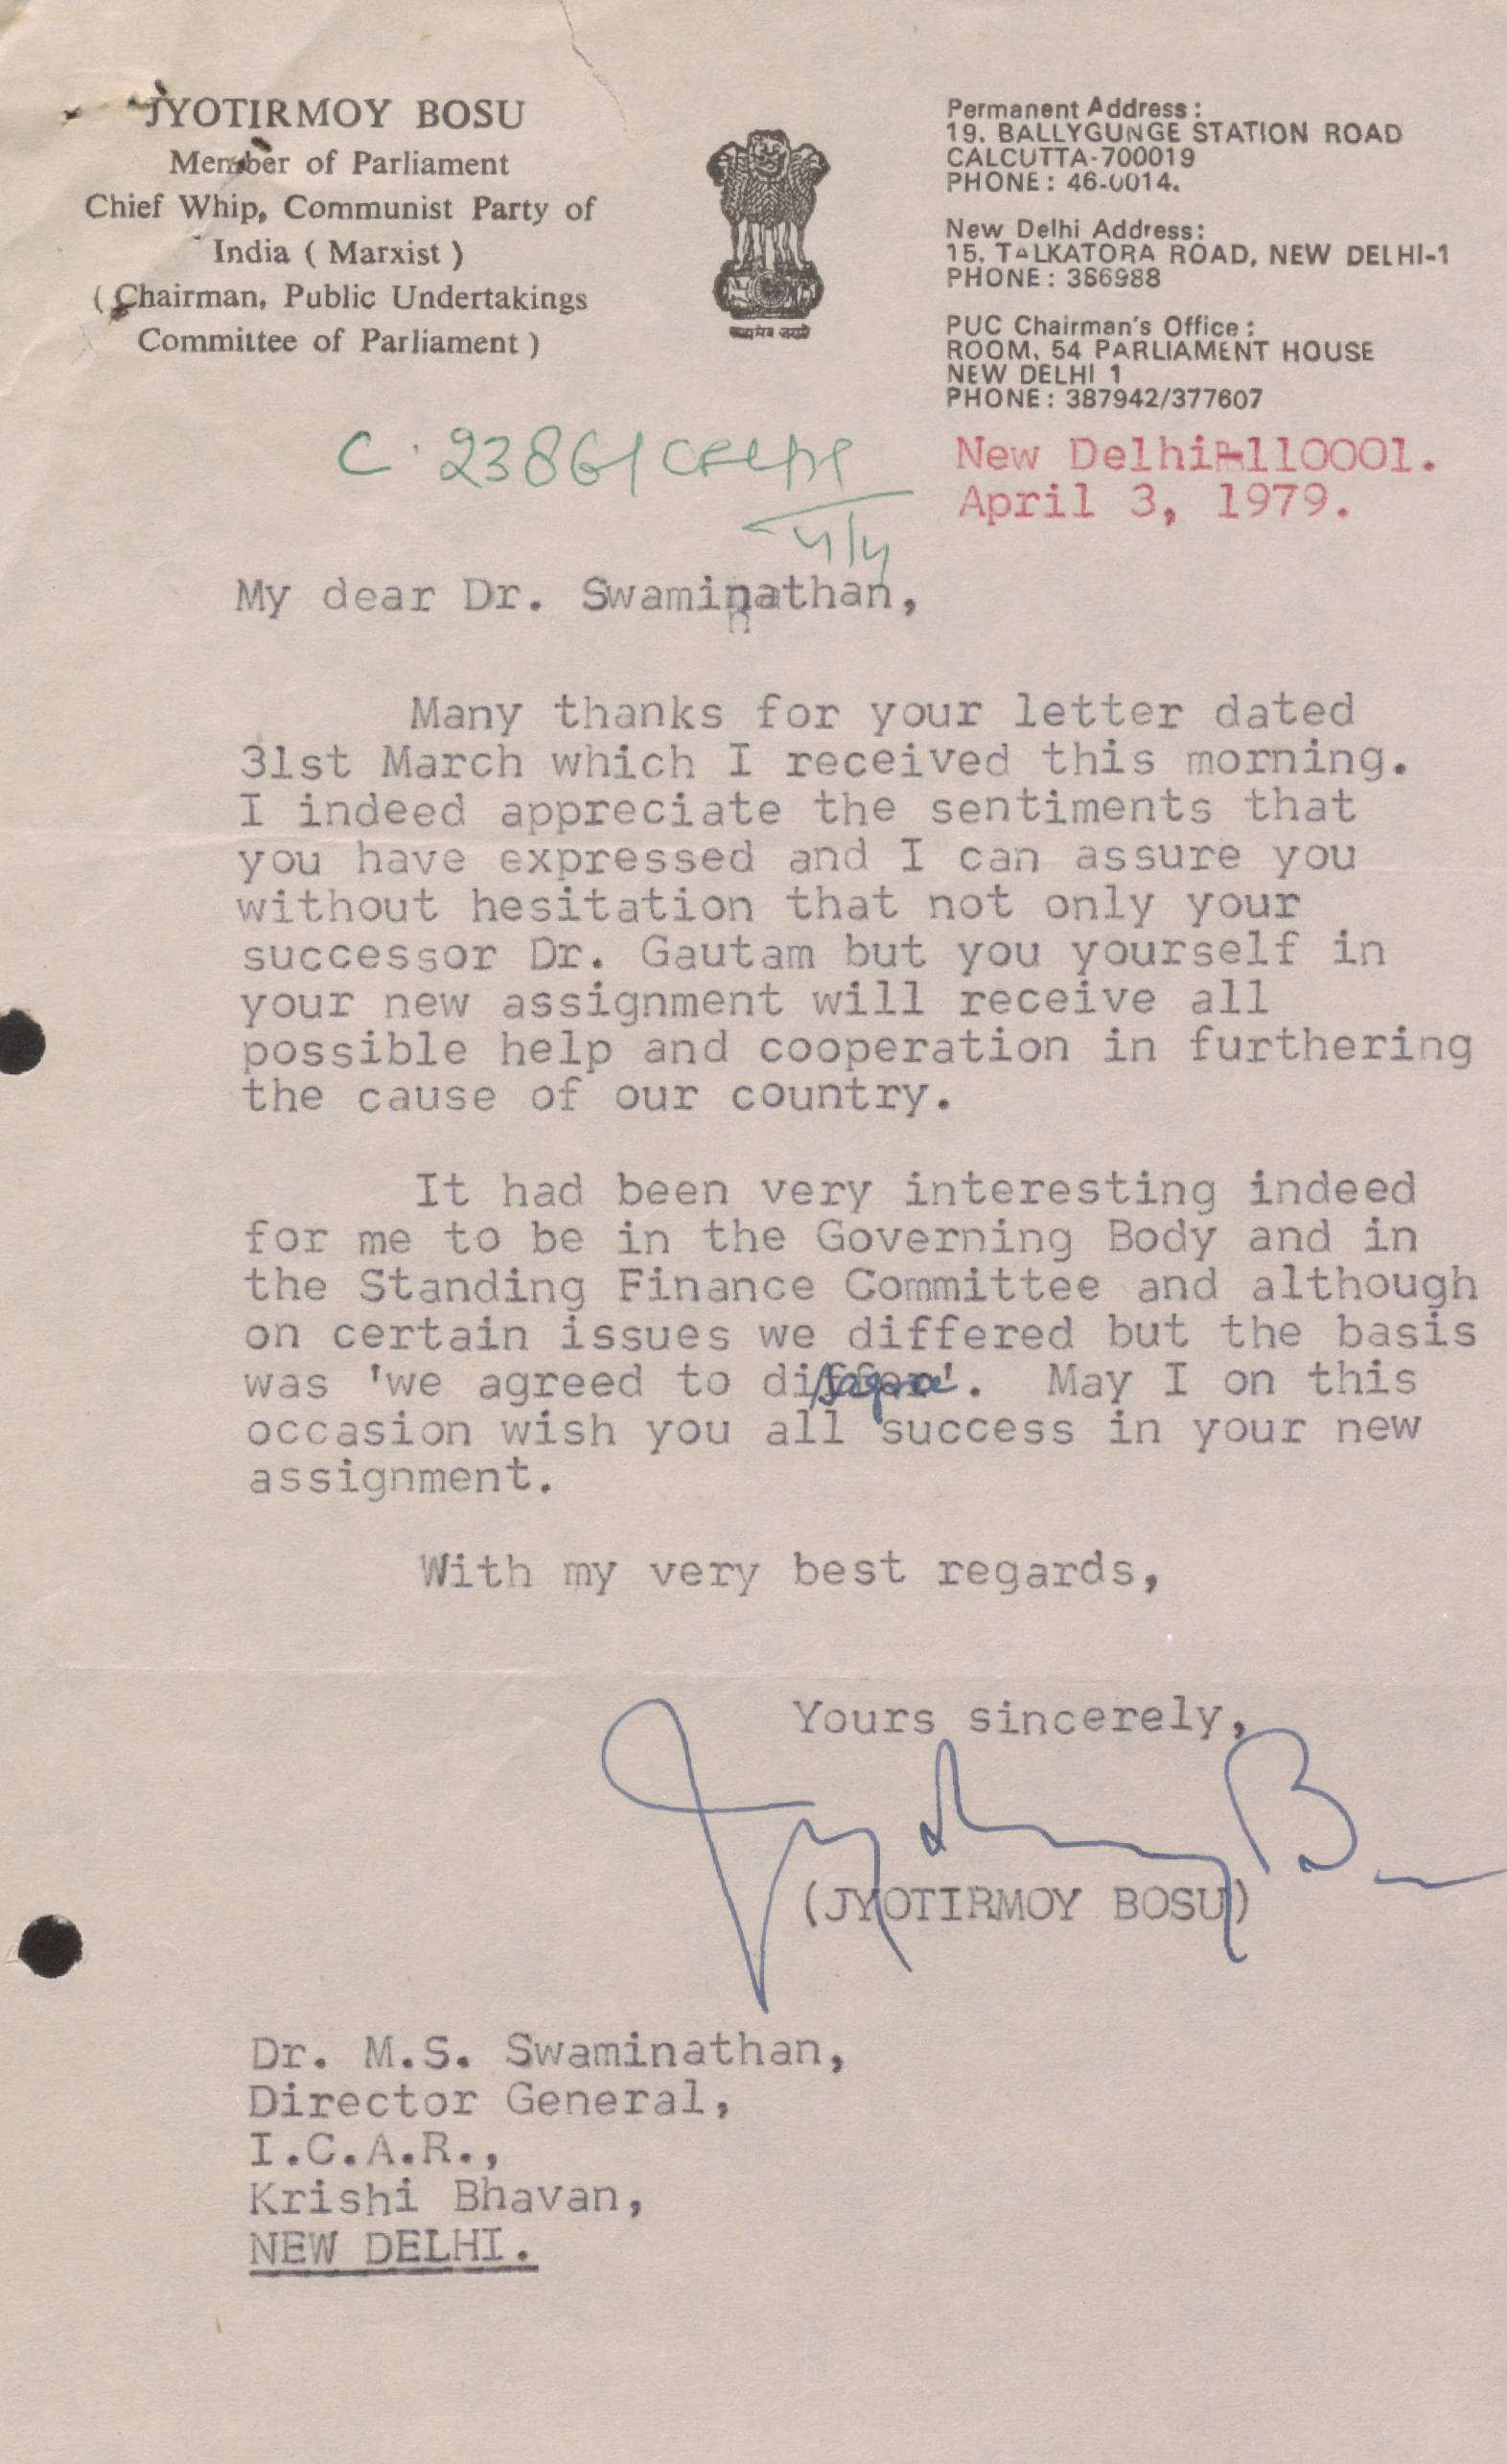 JYOTIRMOY BOSU
Member of Parliament
Chief Whip, Communist Party of
India ( Marxist )
( Chairman, Public Undertakings
Committee of Parliament )
सत्यमेव जयते
Permanent Address :
19, BALLYGUNGE STATION ROAD
CALCUTTA-700019
PHONE : 46-0014.
New Delhi Address:
15, TALKATORA ROAD, NEW DELHI-1
PHONE : 386988
PUC Chairman's Office :
ROOM, 54 PARLIAMENT HOUSE
NEW DELHI 1
PHONE : 387942/377607
C. 2386/
4/4
New Delhi-110001.
April 3, 1979.
My dear Dr. Swaminathan,
Many thanks for your letter dated
31st March which I received this morning.
I indeed appreciate the sentiments that
you have expressed and I can assure you
without hesitation that not only your
successor Dr. Gautam but you yourself in
your new assignment will receive all
possible help and cooperation in furthering
the cause of our country.
It had been very interesting indeed
for me to be in the Governing Body and in
the Standing Finance Committee and although
on certain issues we differed but the basis
was 'we agreed to disagree'. May I on this
occasion wish you all success in your new
assignment.
With my very best regards,
Yours sincerely,
(JYOTIRMOY BOSU)
Dr. M.S. Swaminathan,
Director General,
I.C.A.R.,
Krishi Bhavan,
NEW DELHI.